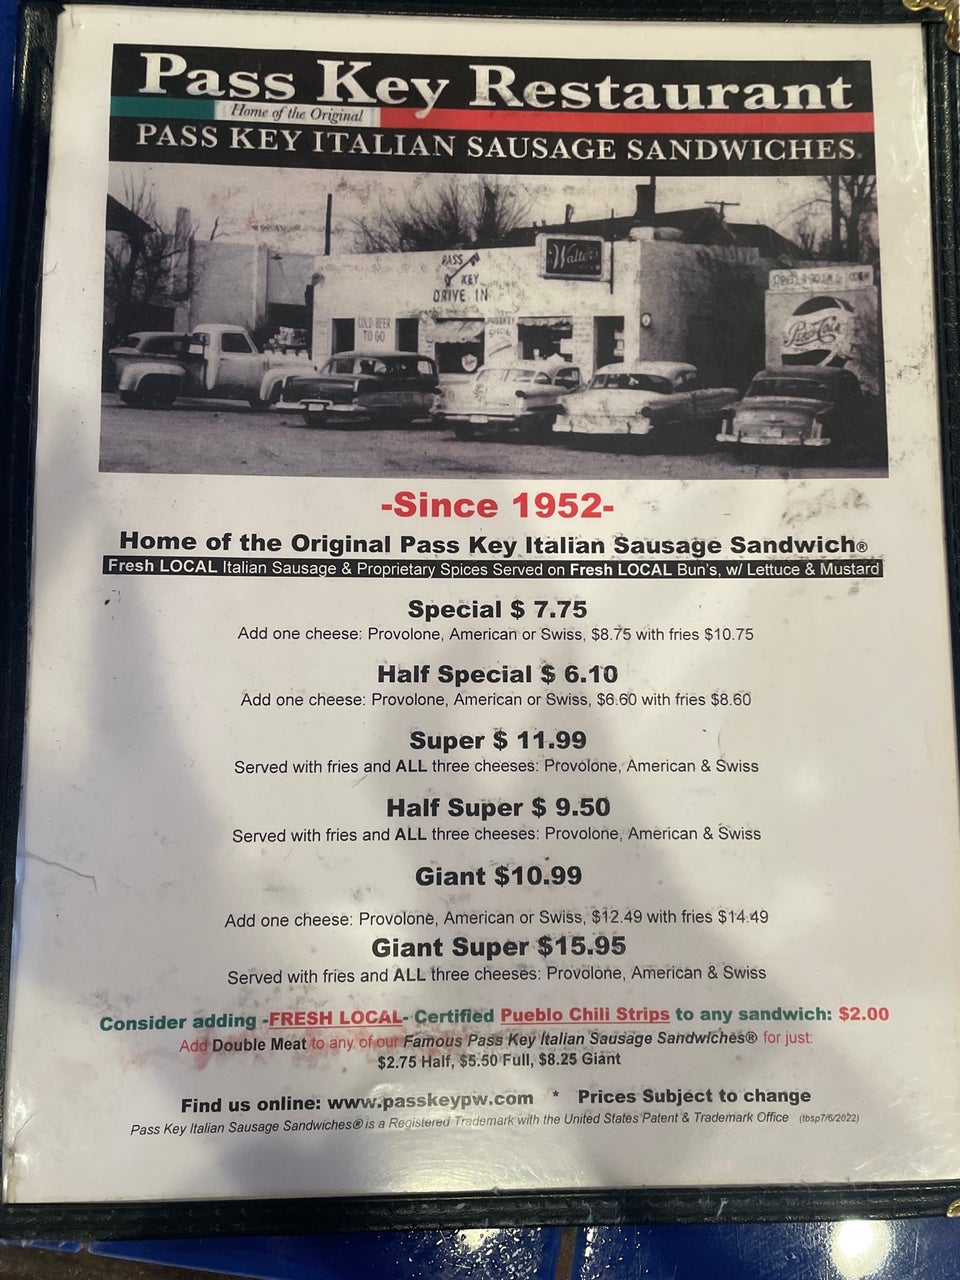 Pass Key Restaurant
Home of the Original
PASS KEY ITALIAN SAUSAGE SANDWICHES
PASS
KEY
DRIVE IN
Walter's
COLD BEER
TO GO
Pepsi-Cola
-Since 1952-
Home of the Original Pass Key Italian Sausage Sandwich®
Fresh LOCAL Italian Sausage & Proprietary Spices Served on Fresh LOCAL Bun's, w/ Lettuce & Mustard
Special $ 7.75
Add one cheese: Provolone, American or Swiss, $8.75 with fries $10.75
Half Special $ 6.10
Add one cheese: Provolone, American or Swiss, $6.60 with fries $8.60
Super $ 11.99
Served with fries and ALL three cheeses: Provolone, American & Swiss
Half Super $ 9.50
Served with fries and ALL three cheeses: Provolone, American & Swiss
Giant $10.99
Add one cheese: Provolone, American or Swiss, $12.49 with fries $14.49
Giant Super $15.95
Served with fries and ALL three cheeses: Provolone, American & Swiss
Consider adding -FRESH LOCAL- Certified Pueblo Chili Strips to any sandwich: $2.00
Add Double Meat to any of our Famous Pass Key Italian Sausage Sandwiches® for just:
$2.75 Half, $5.50 Full, $8.25 Giant
Find us online: www.passkeypw.com * Prices Subject to change
Pass Key Italian Sausage Sandwiches® is a Registered Trademark with the United States Patent & Trademark Office (tbsp7/6/2022)